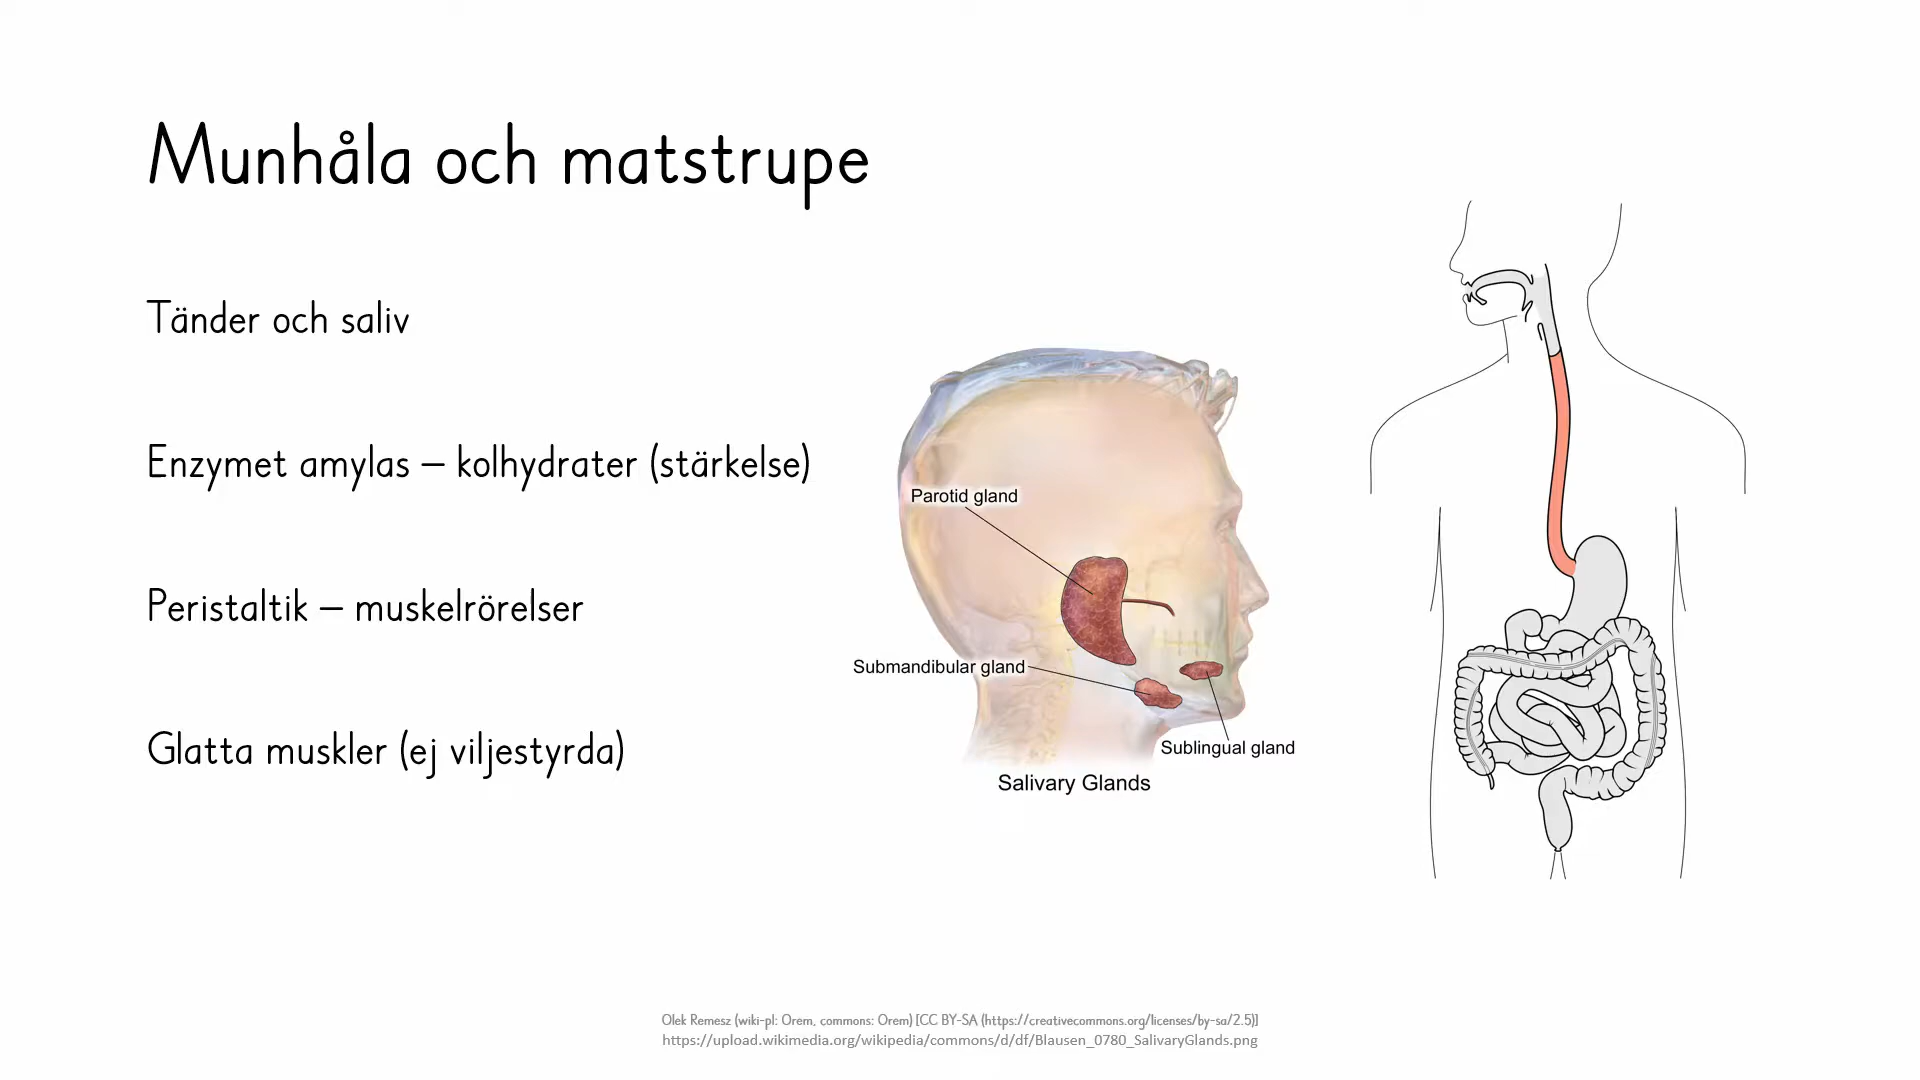 Munhåla och matstrupe
Tänder och saliv
Enzymet amylas – kolhydrater (stärkelse)
Peristaltik – muskelrörelser
Glatta muskler (ej viljestyrda)
Parotid gland
Submandibular gland
Sublingual gland
Salivary Glands
Olek Remesz (wiki-pl: Orem, commons: Orem) [CC BY-SA (https://creativecommons.org/licenses/by-sa/2.5)]
https://upload.wikimedia.org/wikipedia/commons/d/df/Blausen_0780_SalivaryGlands.png